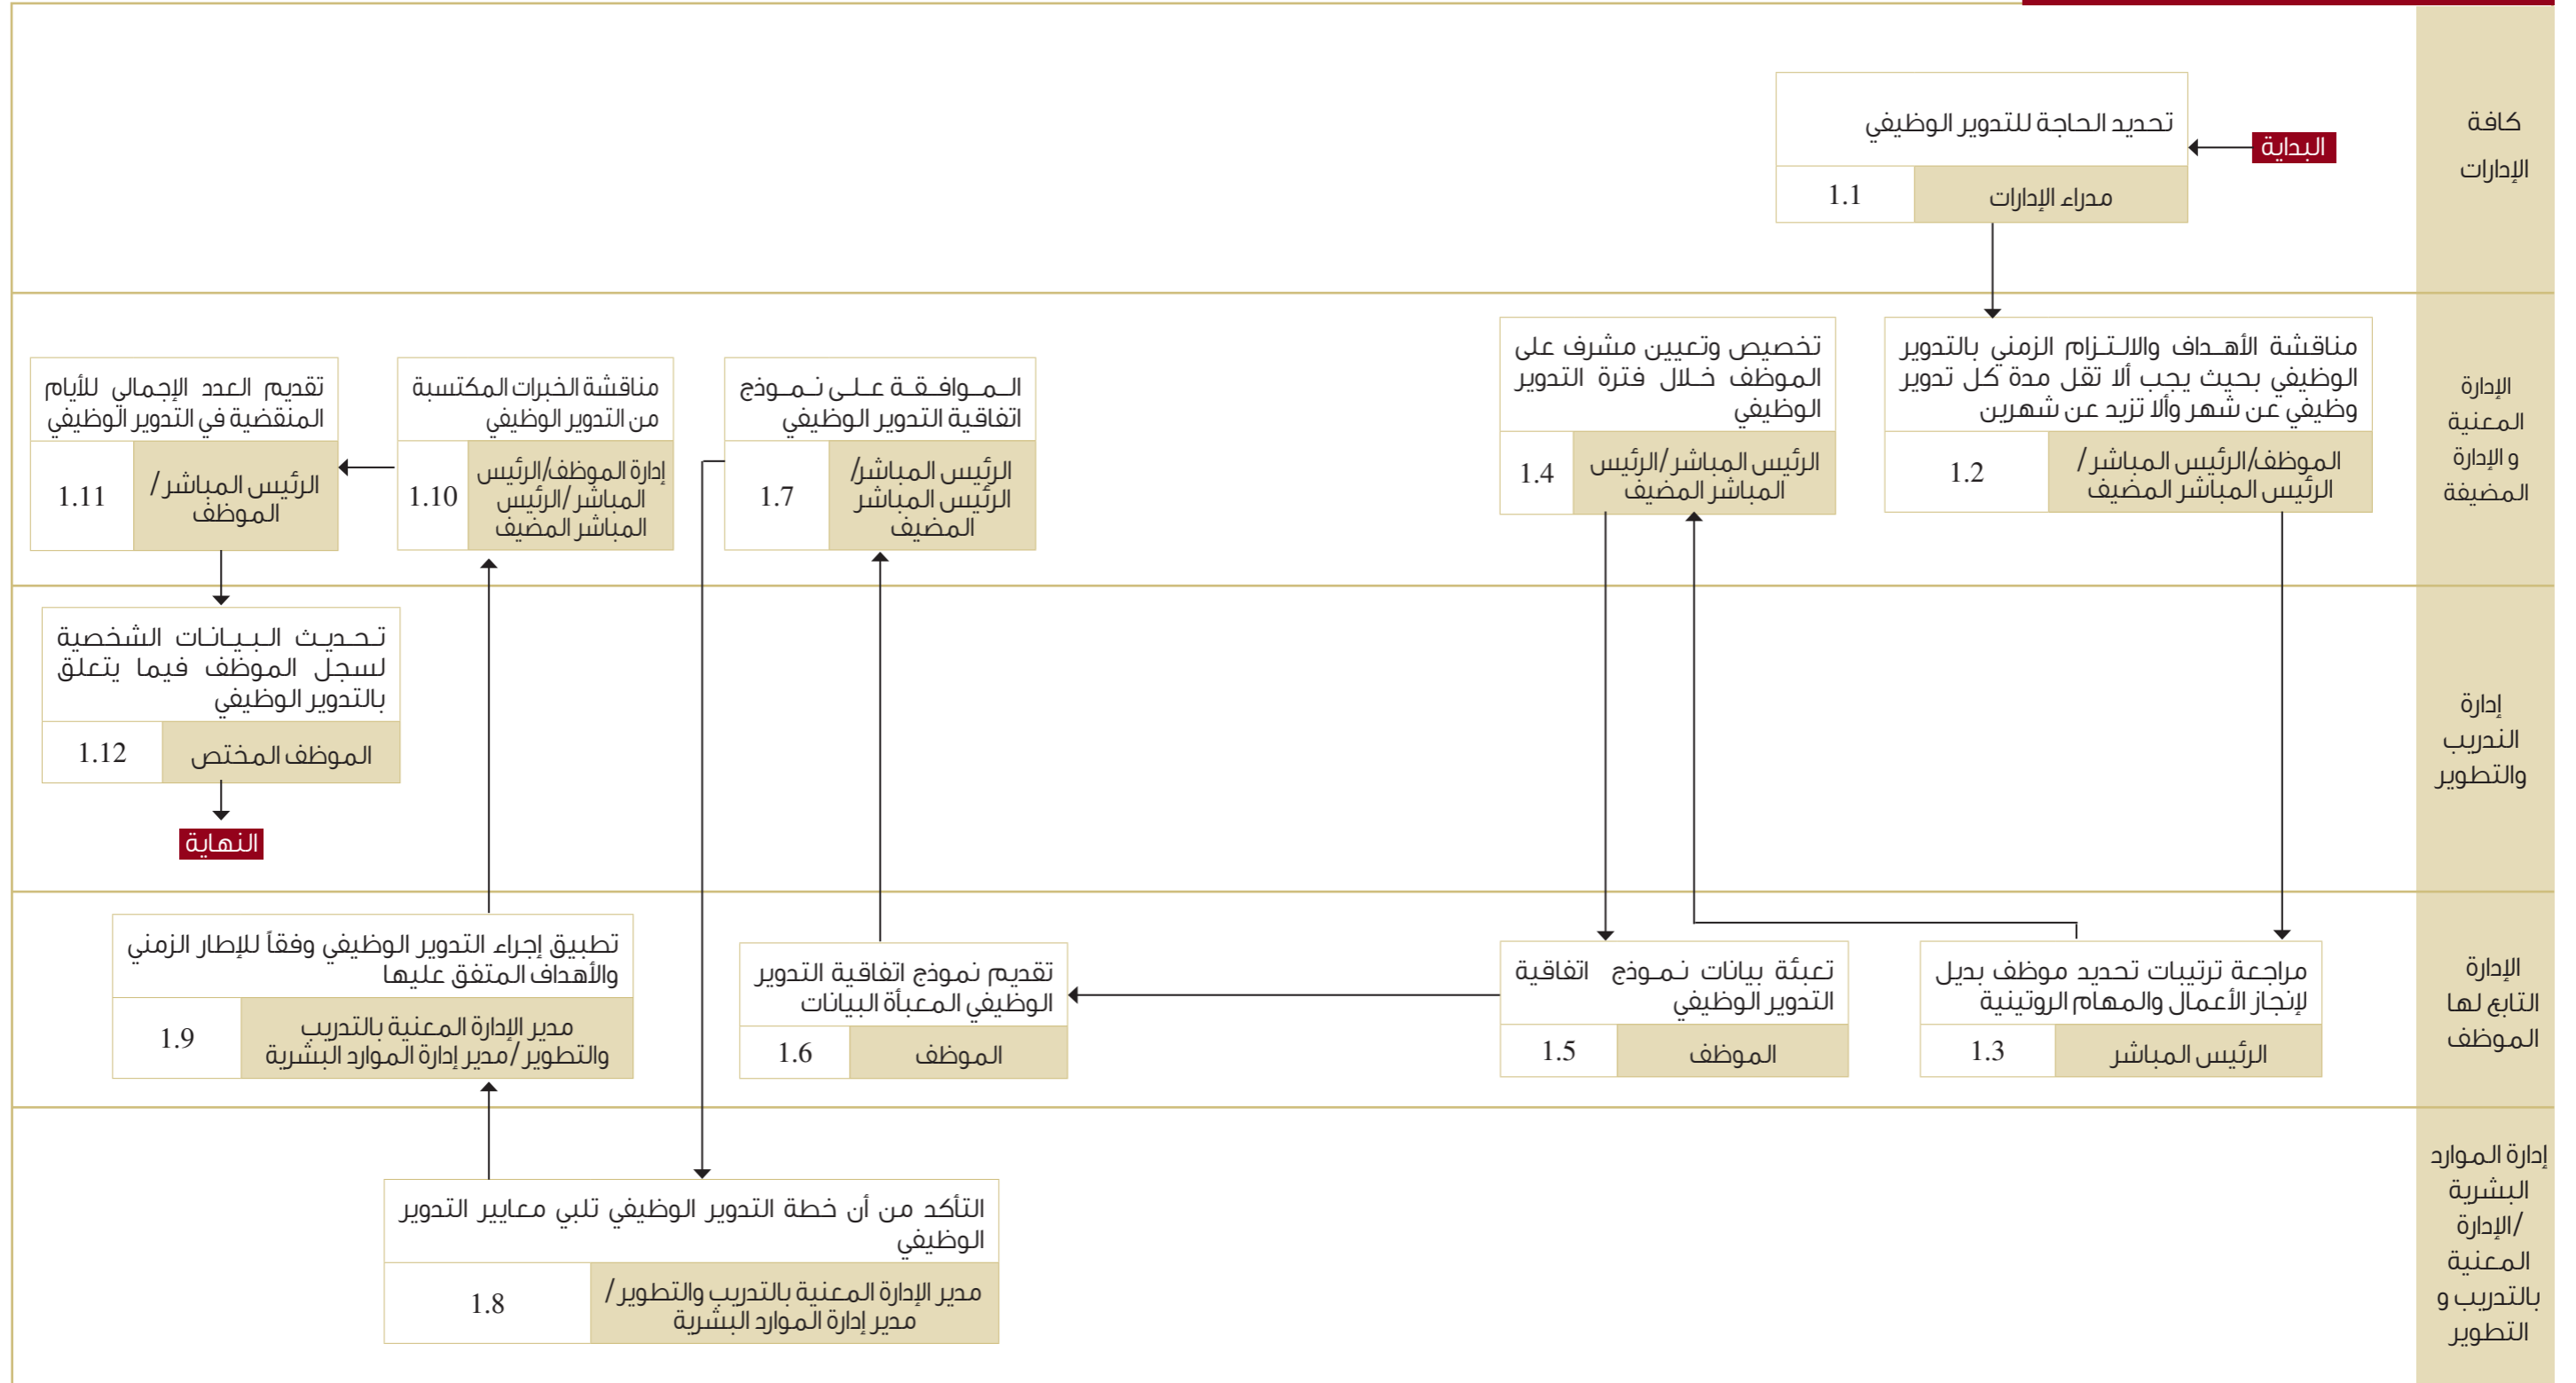 كافة
الإدارات
البداية
تحديد الحاجة للتدوير الوظيفي
مدراء الإدارات
1.1
الإدارة
المعنية
و الإدارة
المضيفة
مناقشة الأهداف والالتزام الزمني بالتدوير
الوظيفي بحيث يجب ألا تقل مدة كل تدوير
وظيفي عن شهر وألا تزيد عن شهرين
الموظف/الرئيس المباشر/
الرئيس المباشر المضيف
1.2
تخصيص وتعيين مشرف على
الموظف خلال فترة التدوير
الوظيفي
الرئيس المباشر/الرئيس
المباشر المضيف
1.4
الموافقة على نموذج
اتفاقية التدوير الوظيفي
الرئيس المباشر/
الرئيس المباشر
المضيف
1.7
مناقشة الخبرات المكتسبة
من التدوير الوظيفي
إدارة الموظف/الرئيس
المباشر/الرئيس
المباشر المضيف
1.10
تقديم العدد الإجمالي للأيام
المنقضية في التدوير الوظيفي
الرئيس المباشر/
الموظف
1.11
إدارة
الندريب
والتطوير
تحديث البيانات الشخصية
لسجل الموظف فيما يتعلق
بالتدوير الوظيفي
الموظف المختص
1.12
النهاية
الإدارة
التابع لها
الموظف
مراجعة ترتيبات تحديد موظف بديل
لإنجاز الأعمال والمهام الروتينية
الرئيس المباشر
1.3
تعبئة بيانات نموذج اتفاقية
التدوير الوظيفي
الموظف
1.5
تقديم نموذج اتفاقية التدوير
الوظيفي المعبأة البيانات
الموظف
1.6
تطبيق إجراء التدوير الوظيفي وفقاً للإطار الزمني
والأهداف المتفق عليها
مدير الإدارة المعنية بالتدريب
والتطوير/مدير إدارة الموارد البشرية
1.9
إدارة الموارد
البشرية
/الإدارة
المعنية
بالتدريب و
التطوير
التأكد من أن خطة التدوير الوظيفي تلبي معايير التدوير
الوظيفي
مدير الإدارة المعنية بالتدريب والتطوير/
مدير إدارة الموارد البشرية
1.8